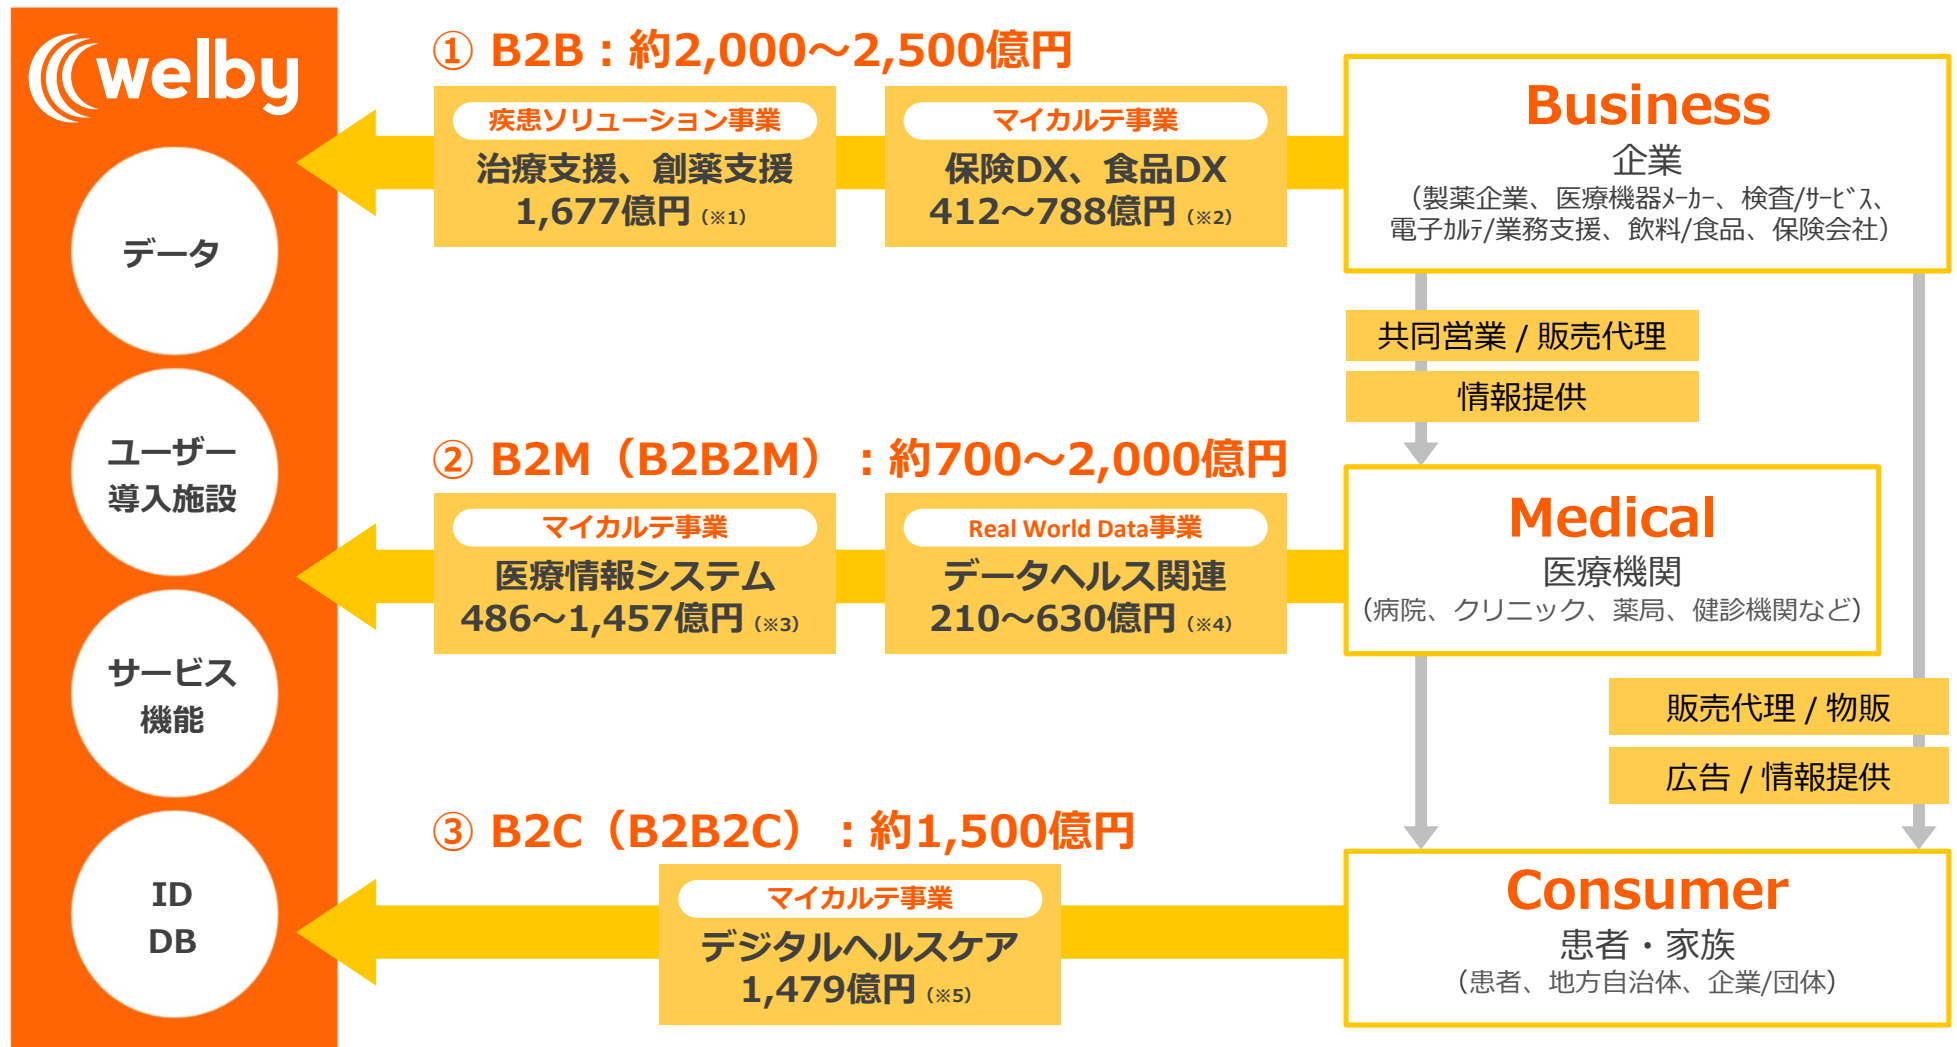 welby
データ
ユーザー
導入施設
サービス
機能
ID
DB
① B2B：約2,000～2,500億円
疾患ソリューション事業
治療支援、創薬支援
1,677億円（※1）
マイカルテ事業
保険DX、食品DX
412～788億円（※2）
Business
企業
（製薬企業、医療機器ﾒｰｶｰ、検査/ｻｰﾋﾞｽ、
電子ｶﾙﾃ/業務支援、飲料/食品、保険会社）
共同営業 / 販売代理
情報提供
② B2M（B2B2M）：約700～2,000億円
マイカルテ事業
医療情報システム
486～1,457億円（※3）
Real World Data事業
データヘルス関連
210～630億円（※4）
Medical
医療機関
（病院、クリニック、薬局、健診機関など）
販売代理 / 物販
広告 / 情報提供
③ B2C（B2B2C）：約1,500億円
マイカルテ事業
デジタルヘルスケア
1,479億円（※5）
Consumer
患者・家族
（患者、地方自治体、企業/団体）